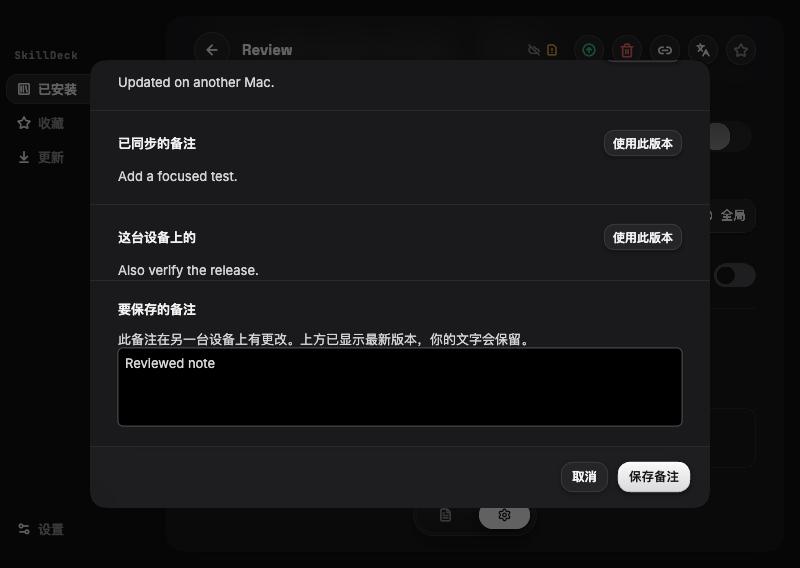 SkillDeck
Review
已安装
收藏
更新
Updated on another Mac.
已同步的备注
使用此版本
Add a focused test.
全局
这台设备上的
使用此版本
Also verify the release.
要保存的备注
此备注在另一台设备上有更改。上方已显示最新版本，你的文字会保留。
Reviewed note
取消
保存备注
设置